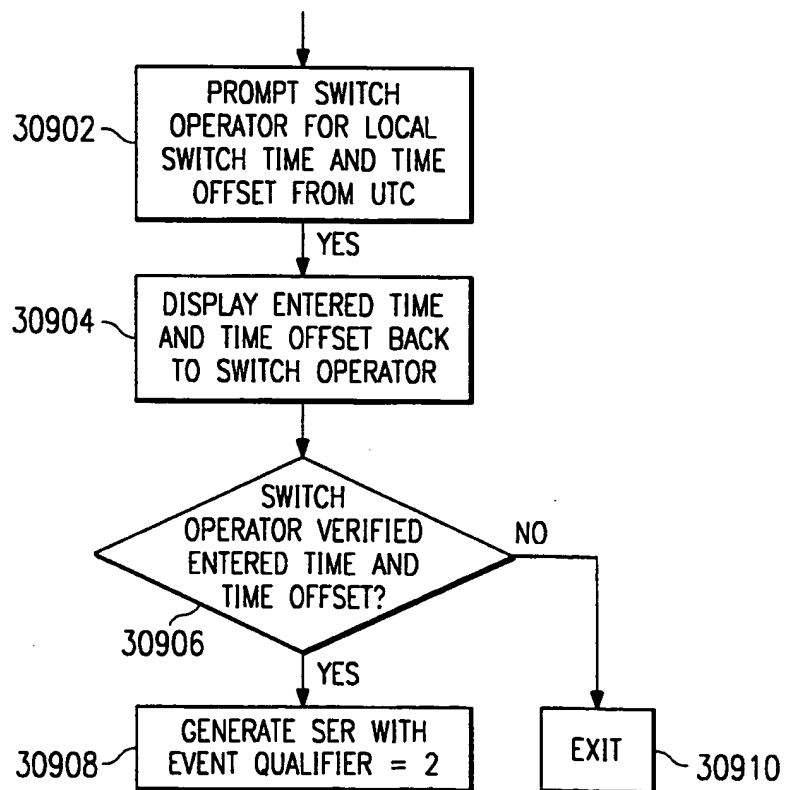 30902
PROMPT SWITCH
OPERATOR FOR LOCAL
SWITCH TIME AND TIME
OFFSET FROM UTC
YES
30904
DISPLAY ENTERED TIME
AND TIME OFFSET BACK
TO SWITCH OPERATOR
SWITCH
OPERATOR VERIFIED
ENTERED TIME AND
TIME OFFSET?
NO
30906
YES
30908
GENERATE SER WITH
EVENT QUALIFIER = 2
EXIT
30910